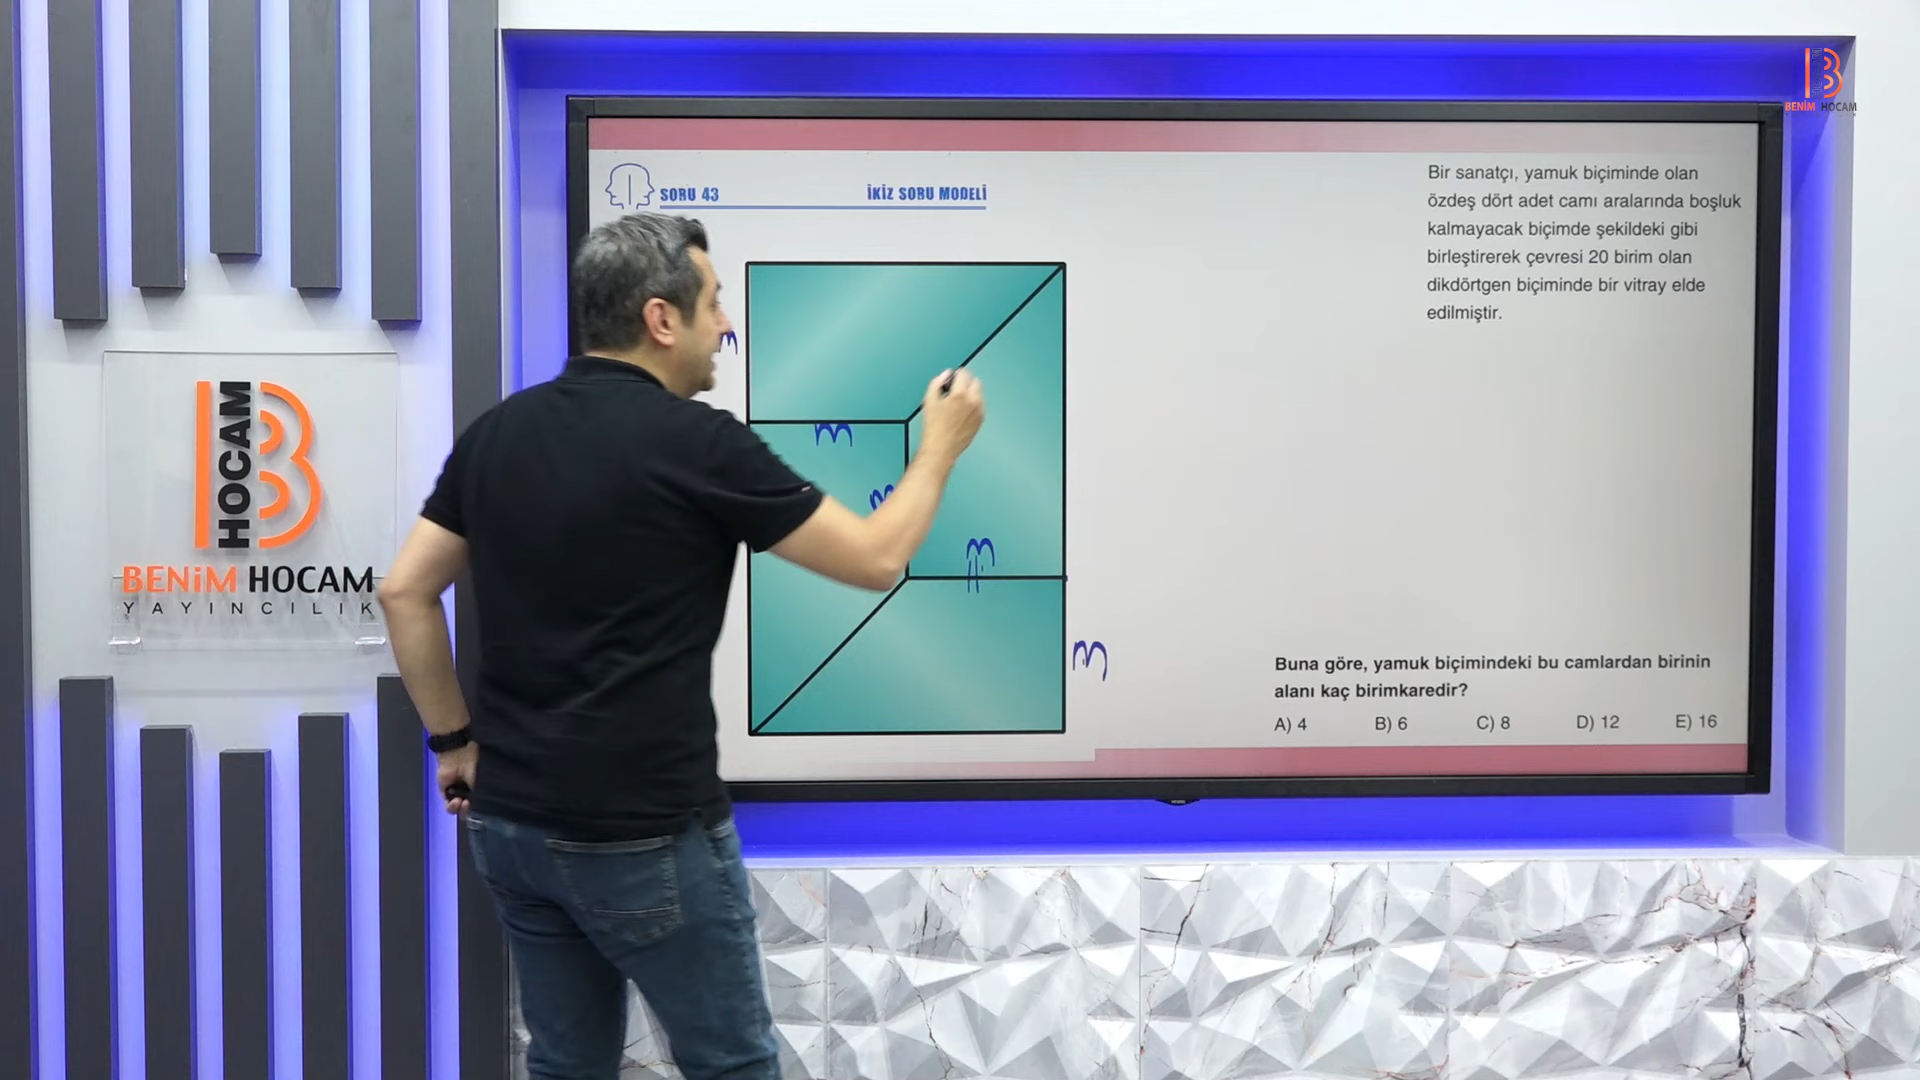 BENİM HOCAM
SORU 43
İKİZ SORU MODELİ
Bir sanatçı, yamuk biçiminde olan
özdeş dört adet camı aralarında boşluk
kalmayacak biçimde şekildeki gibi
birleştirerek çevresi 20 birim olan
dikdörtgen biçiminde bir vitray elde
edilmiştir.
m
m
m
m
m
Buna göre, yamuk biçimindeki bu camlardan birinin
alanı kaç birimkaredir?
A) 4 B) 6 C) 8 D) 12 E) 16
HOCAM
BENİM HOCAM
YAYINCILIK